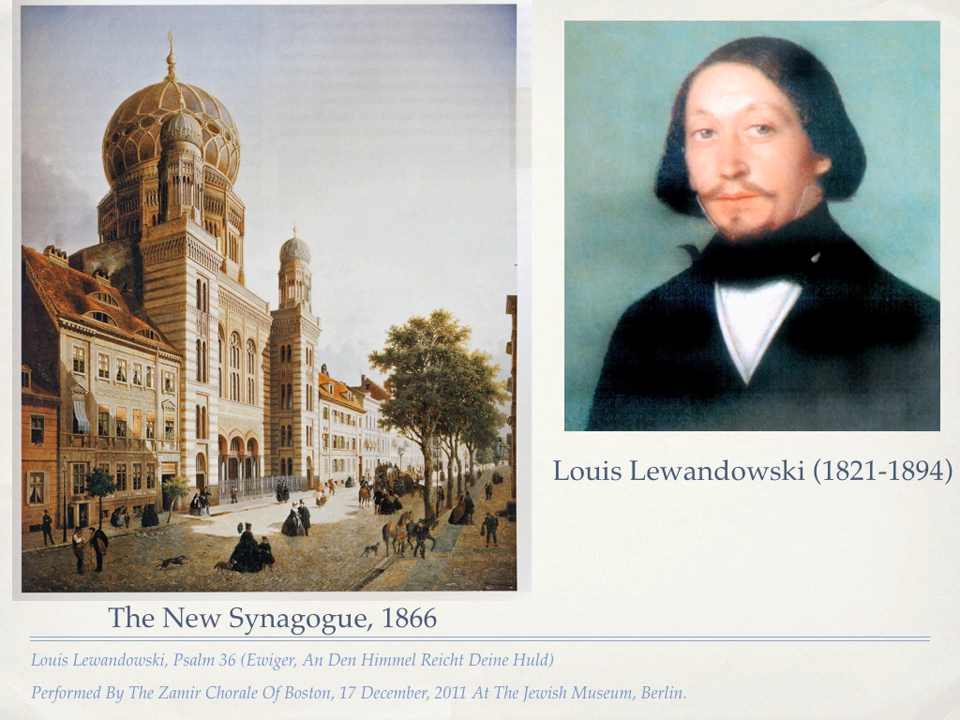 Louis Lewandowski (1821-1894)
The New Synagogue, 1866
Louis Lewandowski, Psalm 36 (Ewiger, An Den Himmel Reicht Deine Huld)
Performed By The Zamir Chorale Of Boston, 17 December, 2011 At The Jewish Museum, Berlin.